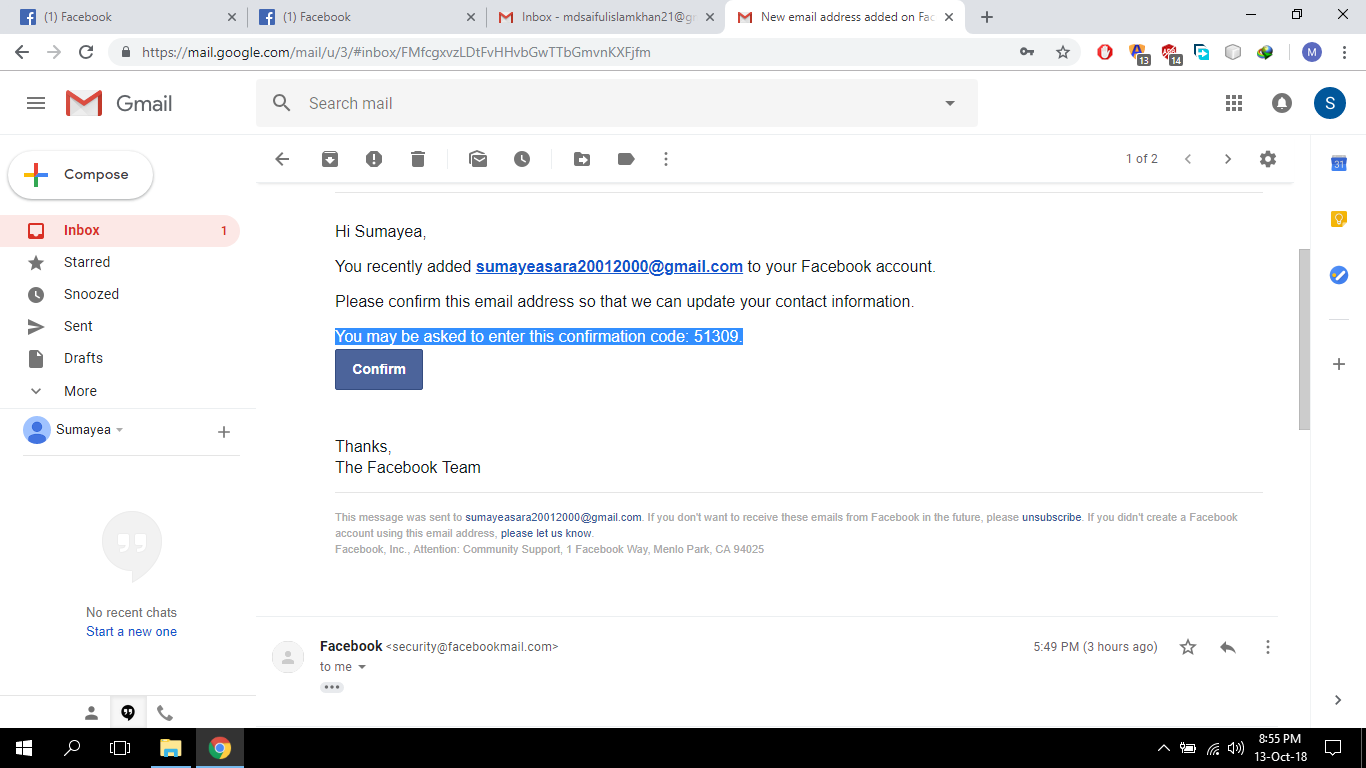 (1) Facebook
(1) Facebook
Inbox - mdsaifulislamkhan21@gr
New email address added on Fac
https://mail.google.com/mail/u/3/#inbox/FMfcgxvzLDtFvHHvbGwTTbGmvnKXFjfm
13
14
M
Gmail
Search mail
S
Compose
1 of 2
31
Inbox 1
Starred
Snoozed
Sent
Drafts
More
Sumayea
No recent chats
Start a new one
Hi Sumayea,
You recently added sumayeasara20012000@gmail.com to your Facebook account.
Please confirm this email address so that we can update your contact information.
You may be asked to enter this confirmation code: 51309.
Confirm
Thanks,
The Facebook Team
This message was sent to sumayeasara20012000@gmail.com. If you don't want to receive these emails from Facebook in the future, please unsubscribe. If you didn't create a Facebook
account using this email address, please let us know.
Facebook, Inc., Attention: Community Support, 1 Facebook Way, Menlo Park, CA 94025
Facebook <security@facebookmail.com> 5:49 PM (3 hours ago)
to me
8:55 PM
13-Oct-18